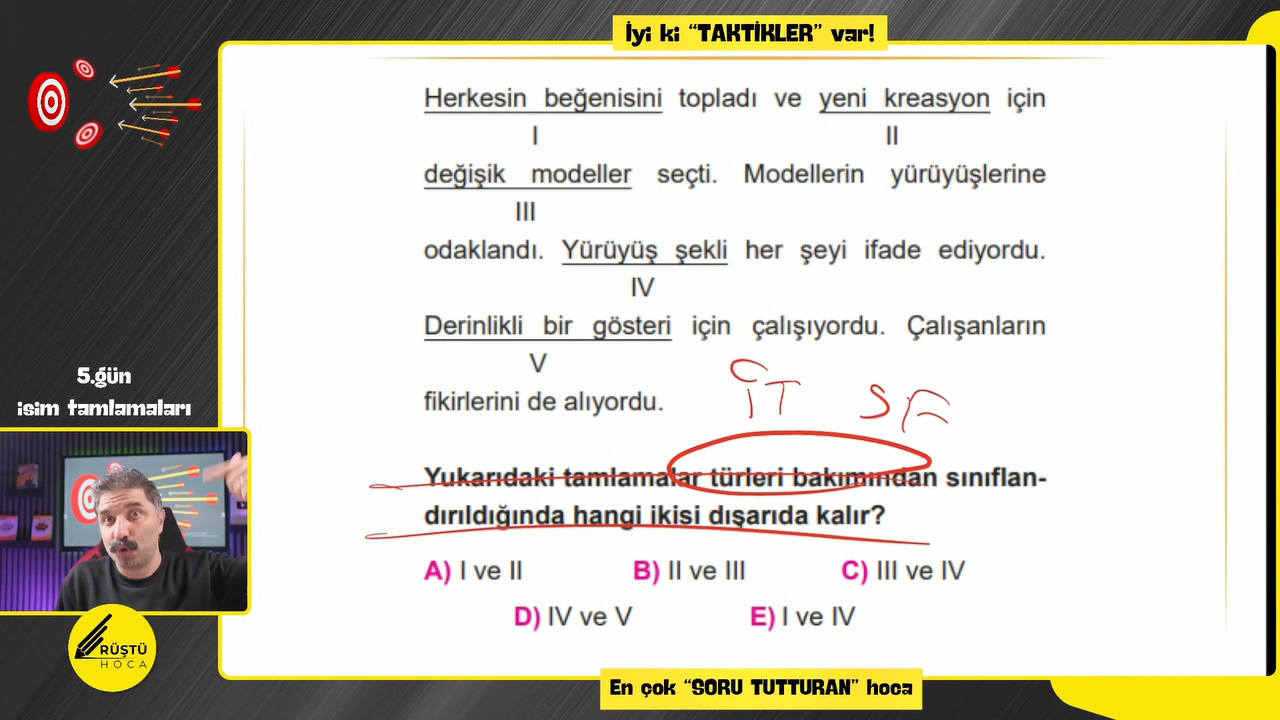 İyi ki “TAKTİKLER” var!
Herkesin beğenisini topladı ve yeni kreasyon için
I II
değişik modeller seçti. Modellerin yürüyüşlerine
III
odaklandı. Yürüyüş şekli her şeyi ifade ediyordu.
IV
Derinlikli bir gösteri için çalışıyordu. Çalışanların
V
fikirlerini de alıyordu.
İT
Yukarıdaki tamlamalar türleri bakımından sınıflan-
dırıldığında hangi ikisi dışarıda kalır?
A) I ve II B) II ve III C) III ve IV
D) IV ve V E) I ve IV
5.gün
isim tamlamaları
RÜŞTÜ
HOCA
En çok “SORU TUTTURAN” hoca